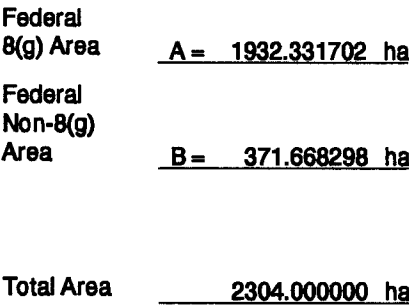 Federal
8(g) Area A = 1932.331702 ha
Federal
Non-8(g)
Area B = 371.668298 ha
Total Area 2304.000000 ha